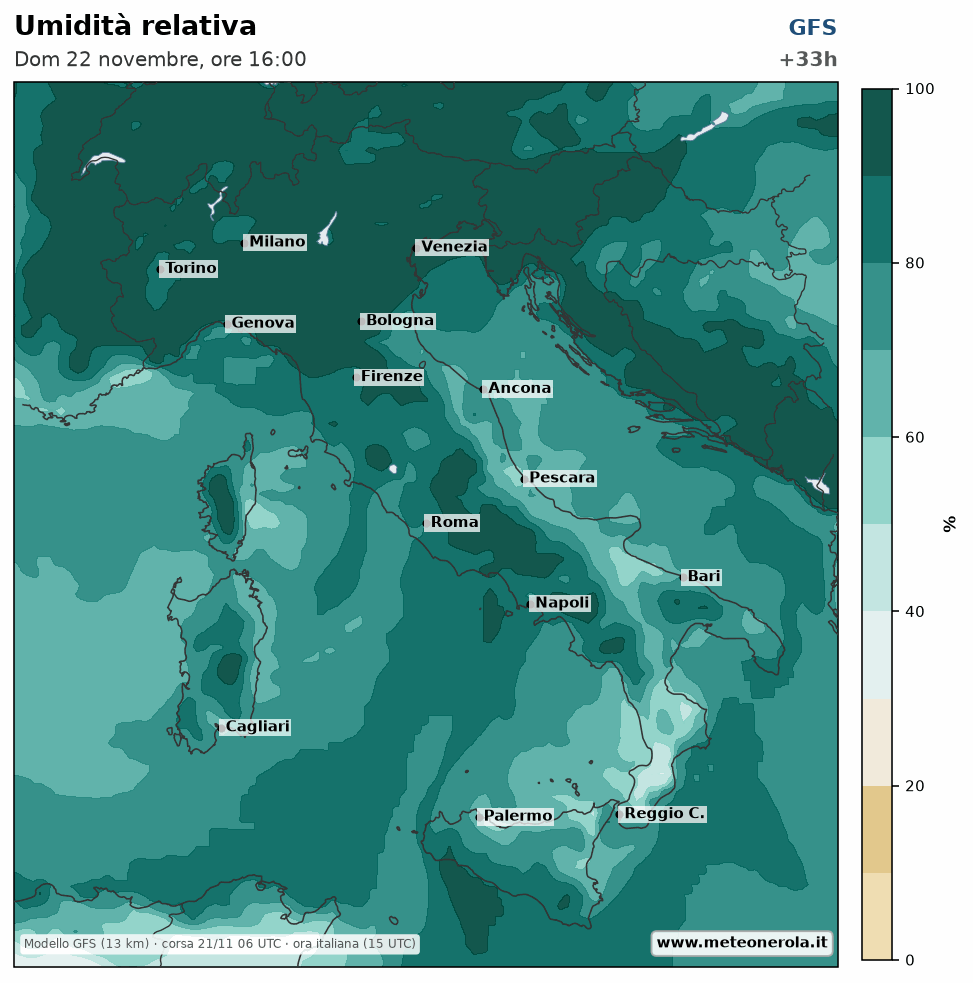 Umidità relativa
GFS
Dom 22 novembre, ore 16:00
+33h
100
80
60
40
20
0
%
Milano
Venezia
Torino
Genova
Bologna
Firenze
Ancona
Pescara
Roma
Bari
Napoli
Cagliari
Palermo
Reggio C.
Modello GFS (13 km) · corsa 21/11 06 UTC · ora italiana (15 UTC)
www.meteonerola.it